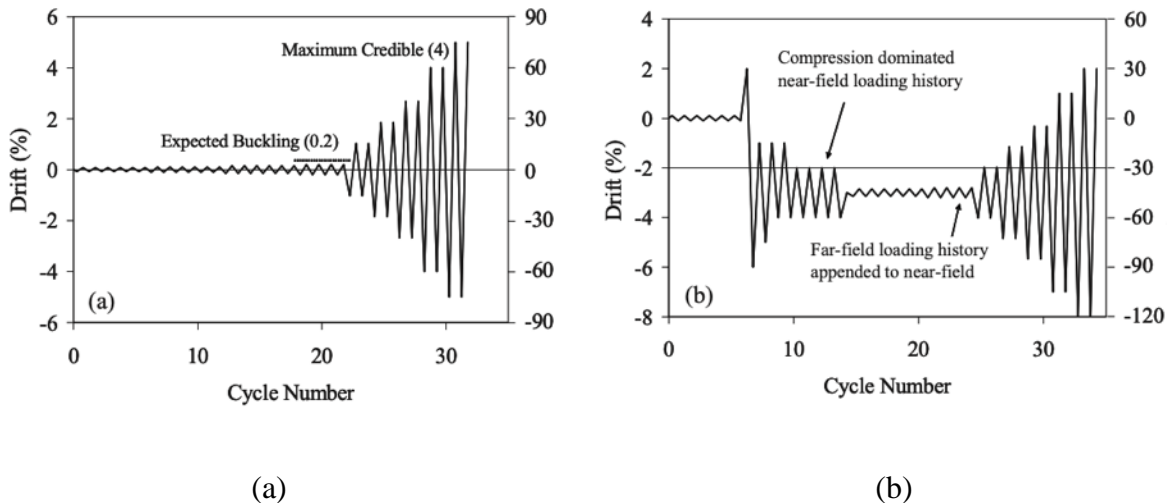 6
4
2
0
-2
-4
-6
Drift (%)
90
60
30
0
-30
-60
-90
Maximum Credible (4)
Expected Buckling (0.2)
(a)
0
10
20
30
Cycle Number
4
2
0
-2
-4
-6
-8
Drift (%)
60
30
0
-30
-60
-90
-120
Compression dominated
near-field loading history
Far-field loading history
appended to near-field
(b)
0
10
20
30
Cycle Number
(a)
(b)